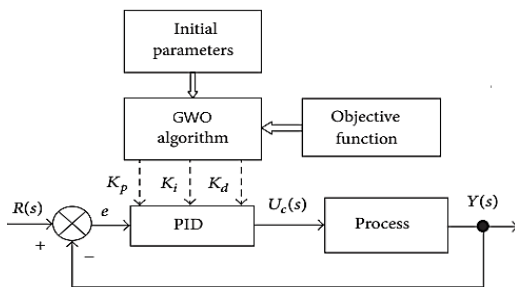 Initial
parameters
GWO
algorithm
Objective
function
K_p K_i K_d
R(s) e PID U_c(s) Process Y(s)
+
−